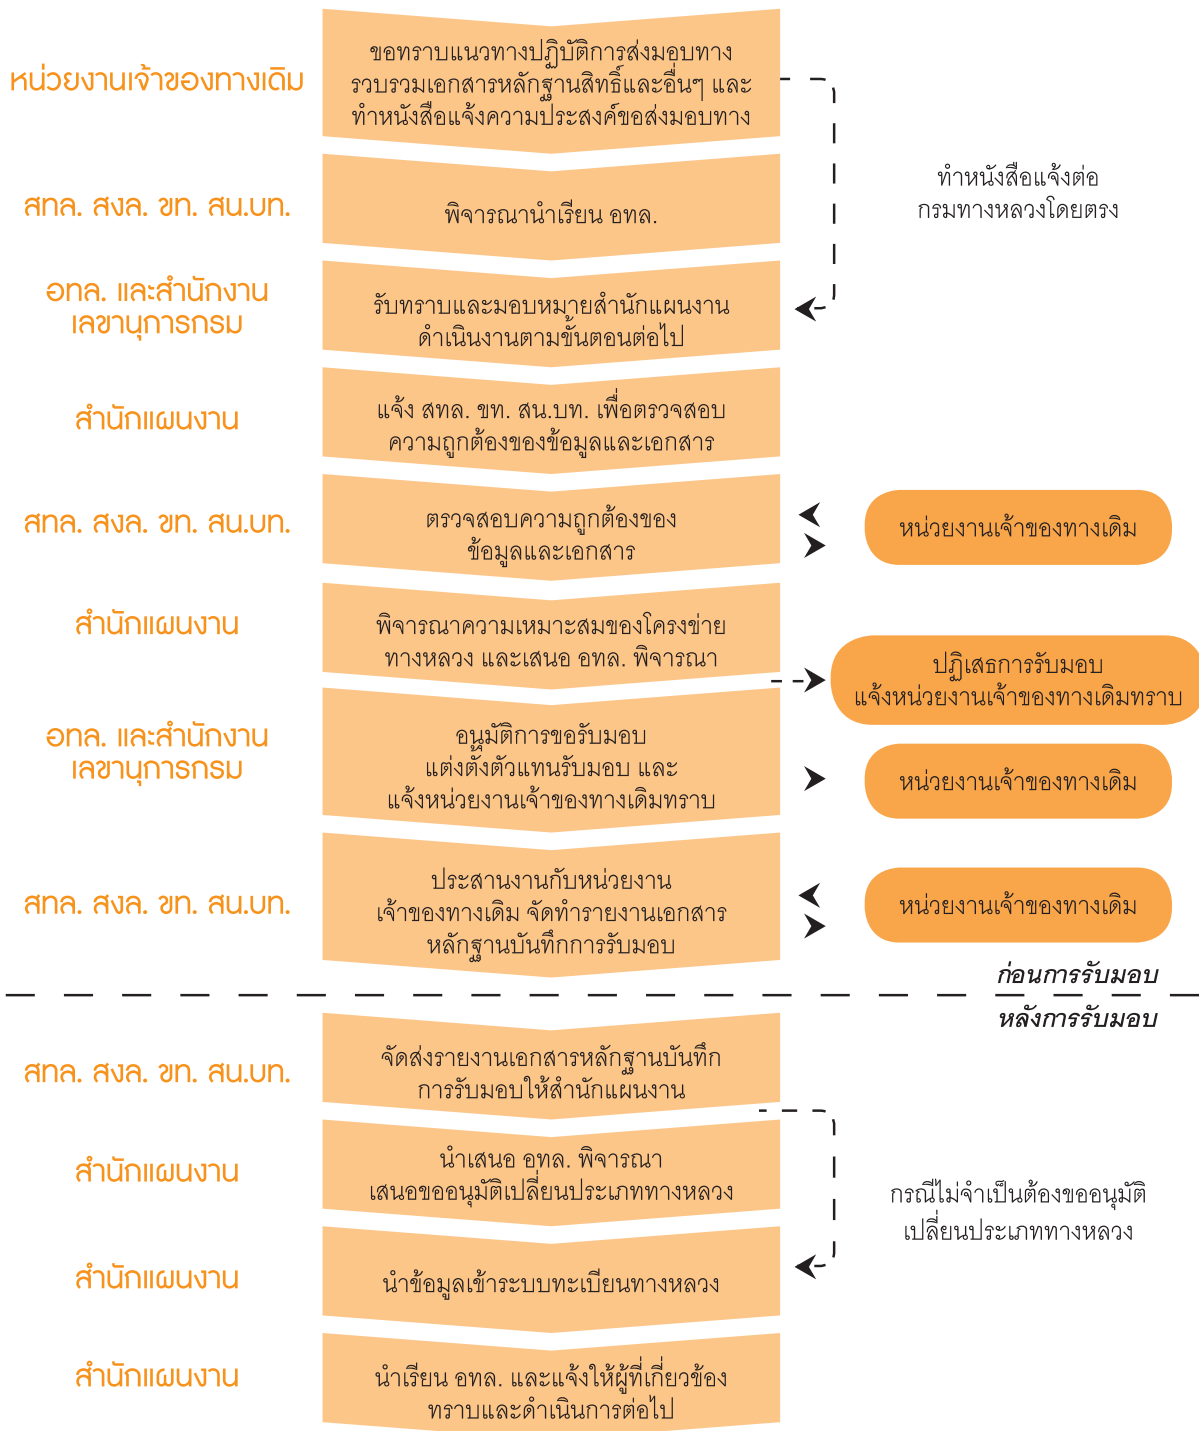 หน่วยงานเจ้าของทางเดิม
ขอทราบแนวทางปฏิบัติการส่งมอบทาง
รวบรวมเอกสารหลักฐานสิทธิ์และอื่นๆ และ
ทำหนังสือแจ้งความประสงค์ขอส่งมอบทาง
ทำหนังสือแจ้งต่อ
กรมทางหลวงโดยตรง
สทล. สงล. ขท. สน.บท.
พิจารณานำเรียน อทล.
อทล. และสำนักงาน
เลขานุการกรม
รับทราบและมอบหมายสำนักแผนงาน
ดำเนินงานตามขั้นตอนต่อไป
สำนักแผนงาน
แจ้ง สทล. ขท. สน.บท. เพื่อตรวจสอบ
ความถูกต้องของข้อมูลและเอกสาร
สทล. สงล. ขท. สน.บท.
ตรวจสอบความถูกต้องของ
ข้อมูลและเอกสาร
หน่วยงานเจ้าของทางเดิม
สำนักแผนงาน
พิจารณาความเหมาะสมของโครงข่าย
ทางหลวง และเสนอ อทล. พิจารณา
ปฏิเสธการรับมอบ
แจ้งหน่วยงานเจ้าของทางเดิมทราบ
อทล. และสำนักงาน
เลขานุการกรม
อนุมัติการขอรับมอบ
แต่งตั้งตัวแทนรับมอบ และ
แจ้งหน่วยงานเจ้าของทางเดิมทราบ
หน่วยงานเจ้าของทางเดิม
สทล. สงล. ขท. สน.บท.
ประสานงานกับหน่วยงาน
เจ้าของทางเดิม จัดทำรายงานเอกสาร
หลักฐานบันทึกการรับมอบ
หน่วยงานเจ้าของทางเดิม
ก่อนการรับมอบ
หลังการรับมอบ
สทล. สงล. ขท. สน.บท.
จัดส่งรายงานเอกสารหลักฐานบันทึก
การรับมอบให้สำนักแผนงาน
สำนักแผนงาน
นำเสนอ อทล. พิจารณา
เสนอขออนุมัติเปลี่ยนประเภททางหลวง
กรณีไม่จำเป็นต้องขออนุมัติ
เปลี่ยนประเภททางหลวง
สำนักแผนงาน
นำข้อมูลเข้าระบบทะเบียนทางหลวง
สำนักแผนงาน
นำเรียน อทล. และแจ้งให้ผู้ที่เกี่ยวข้อง
ทราบและดำเนินการต่อไป